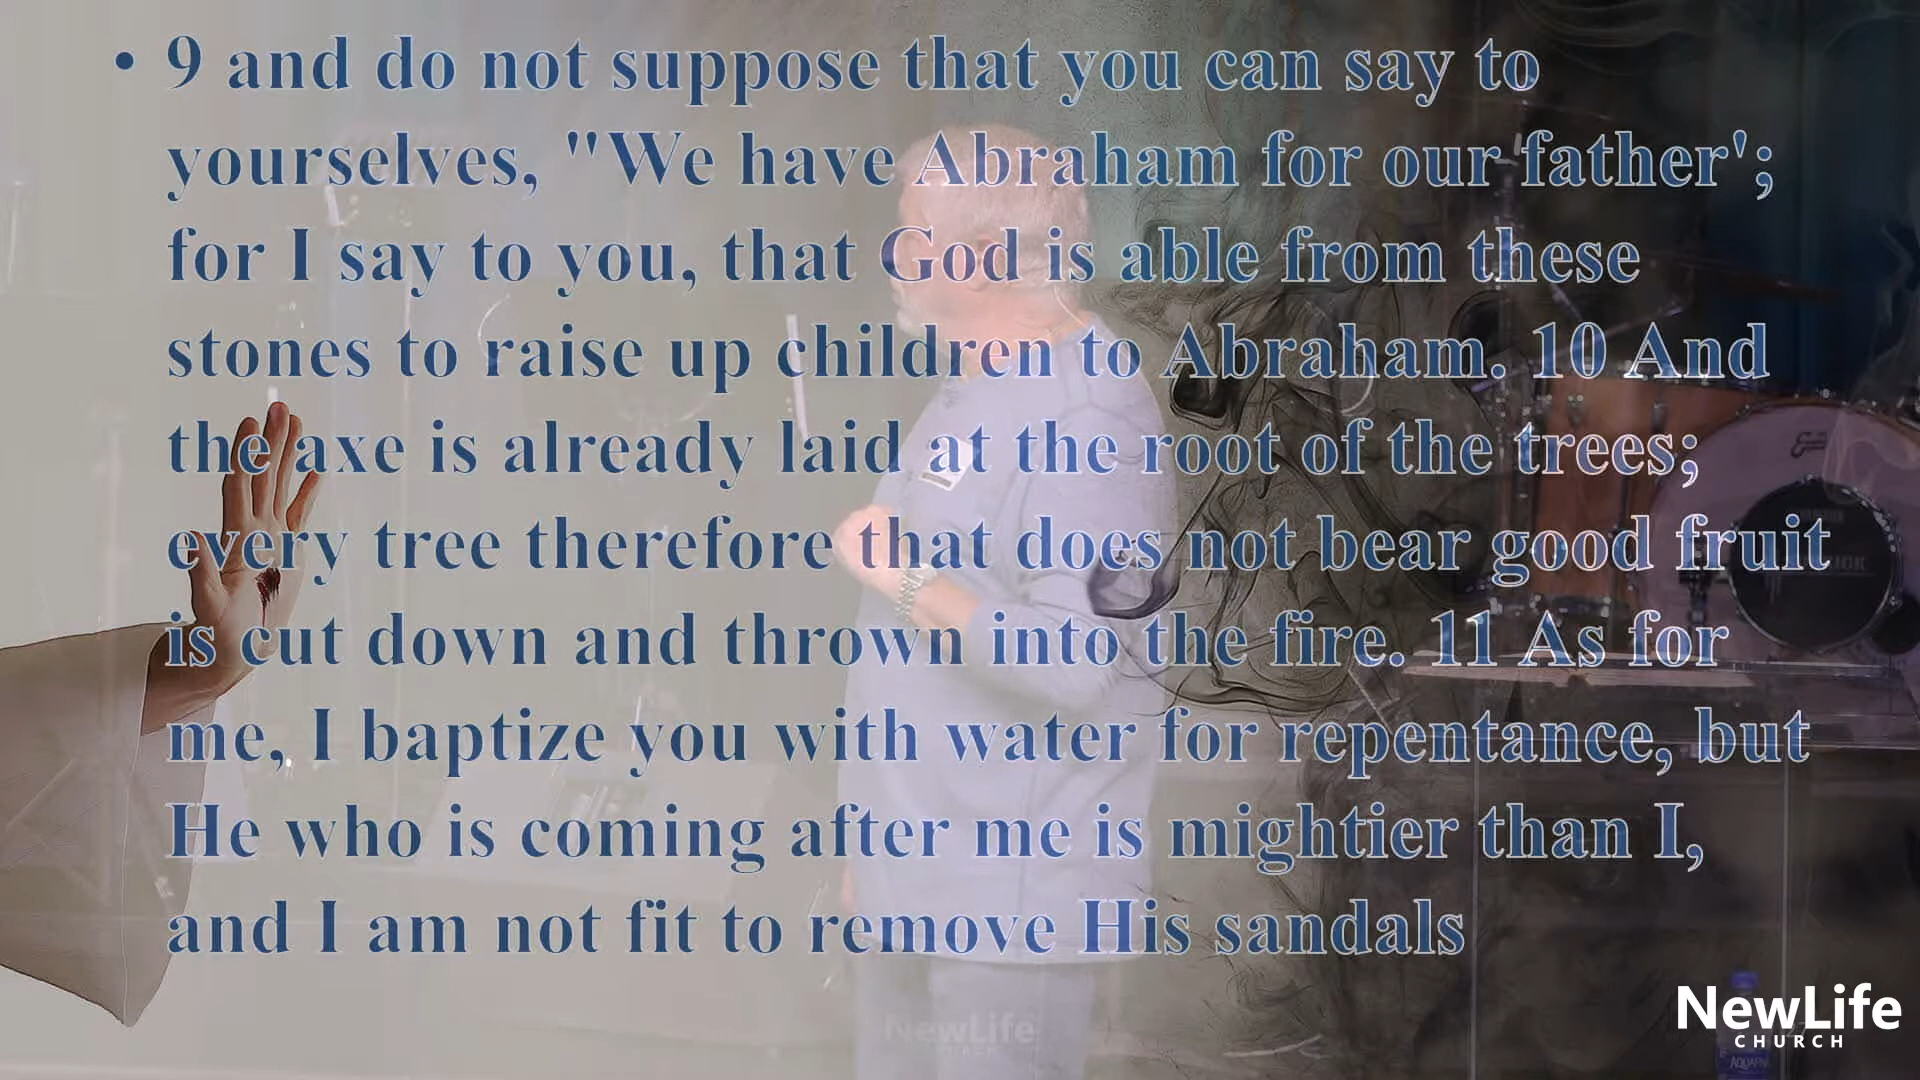 • 9 and do not suppose that you can say to
yourselves, "We have Abraham for our father';
for I say to you, that God is able from these
stones to raise up children to Abraham. 10 And
the axe is already laid at the root of the trees;
every tree therefore that does not bear good fruit
is cut down and thrown into the fire. 11 As for
me, I baptize you with water for repentance, but
He who is coming after me is mightier than I,
and I am not fit to remove His sandals
NewLife
CHURCH
NewLife
CHURCH